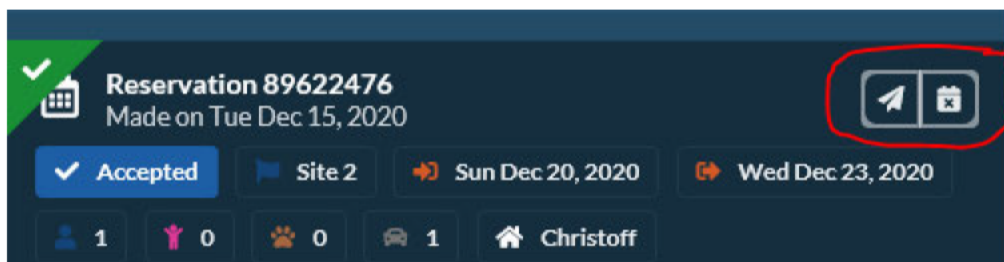 Reservation 89622476
Made on Tue Dec 15, 2020
Accepted Site 2 Sun Dec 20, 2020 Wed Dec 23, 2020
1 0 0 1 Christoff